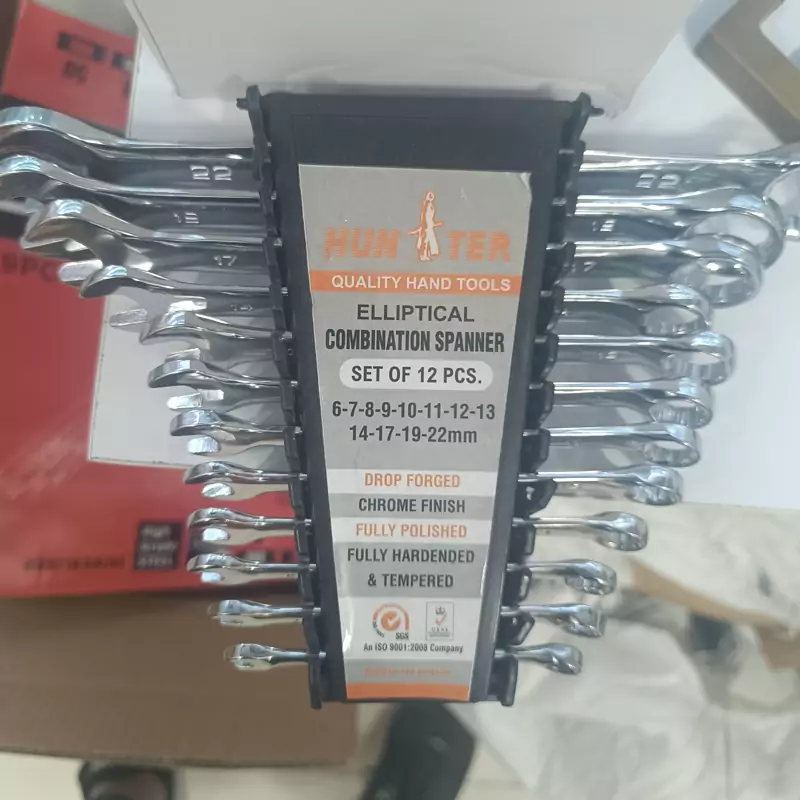 HUNTER
QUALITY HAND TOOLS
ELLIPTICAL
COMBINATION SPANNER
SET OF 12 PCS.
6-7-8-9-10-11-12-13
14-17-19-22mm
DROP FORGED
CHROME FINISH
FULLY POLISHED
FULLY HARDENDED
& TEMPERED
SGS
An ISO 9001:2008 Company
22
22
17